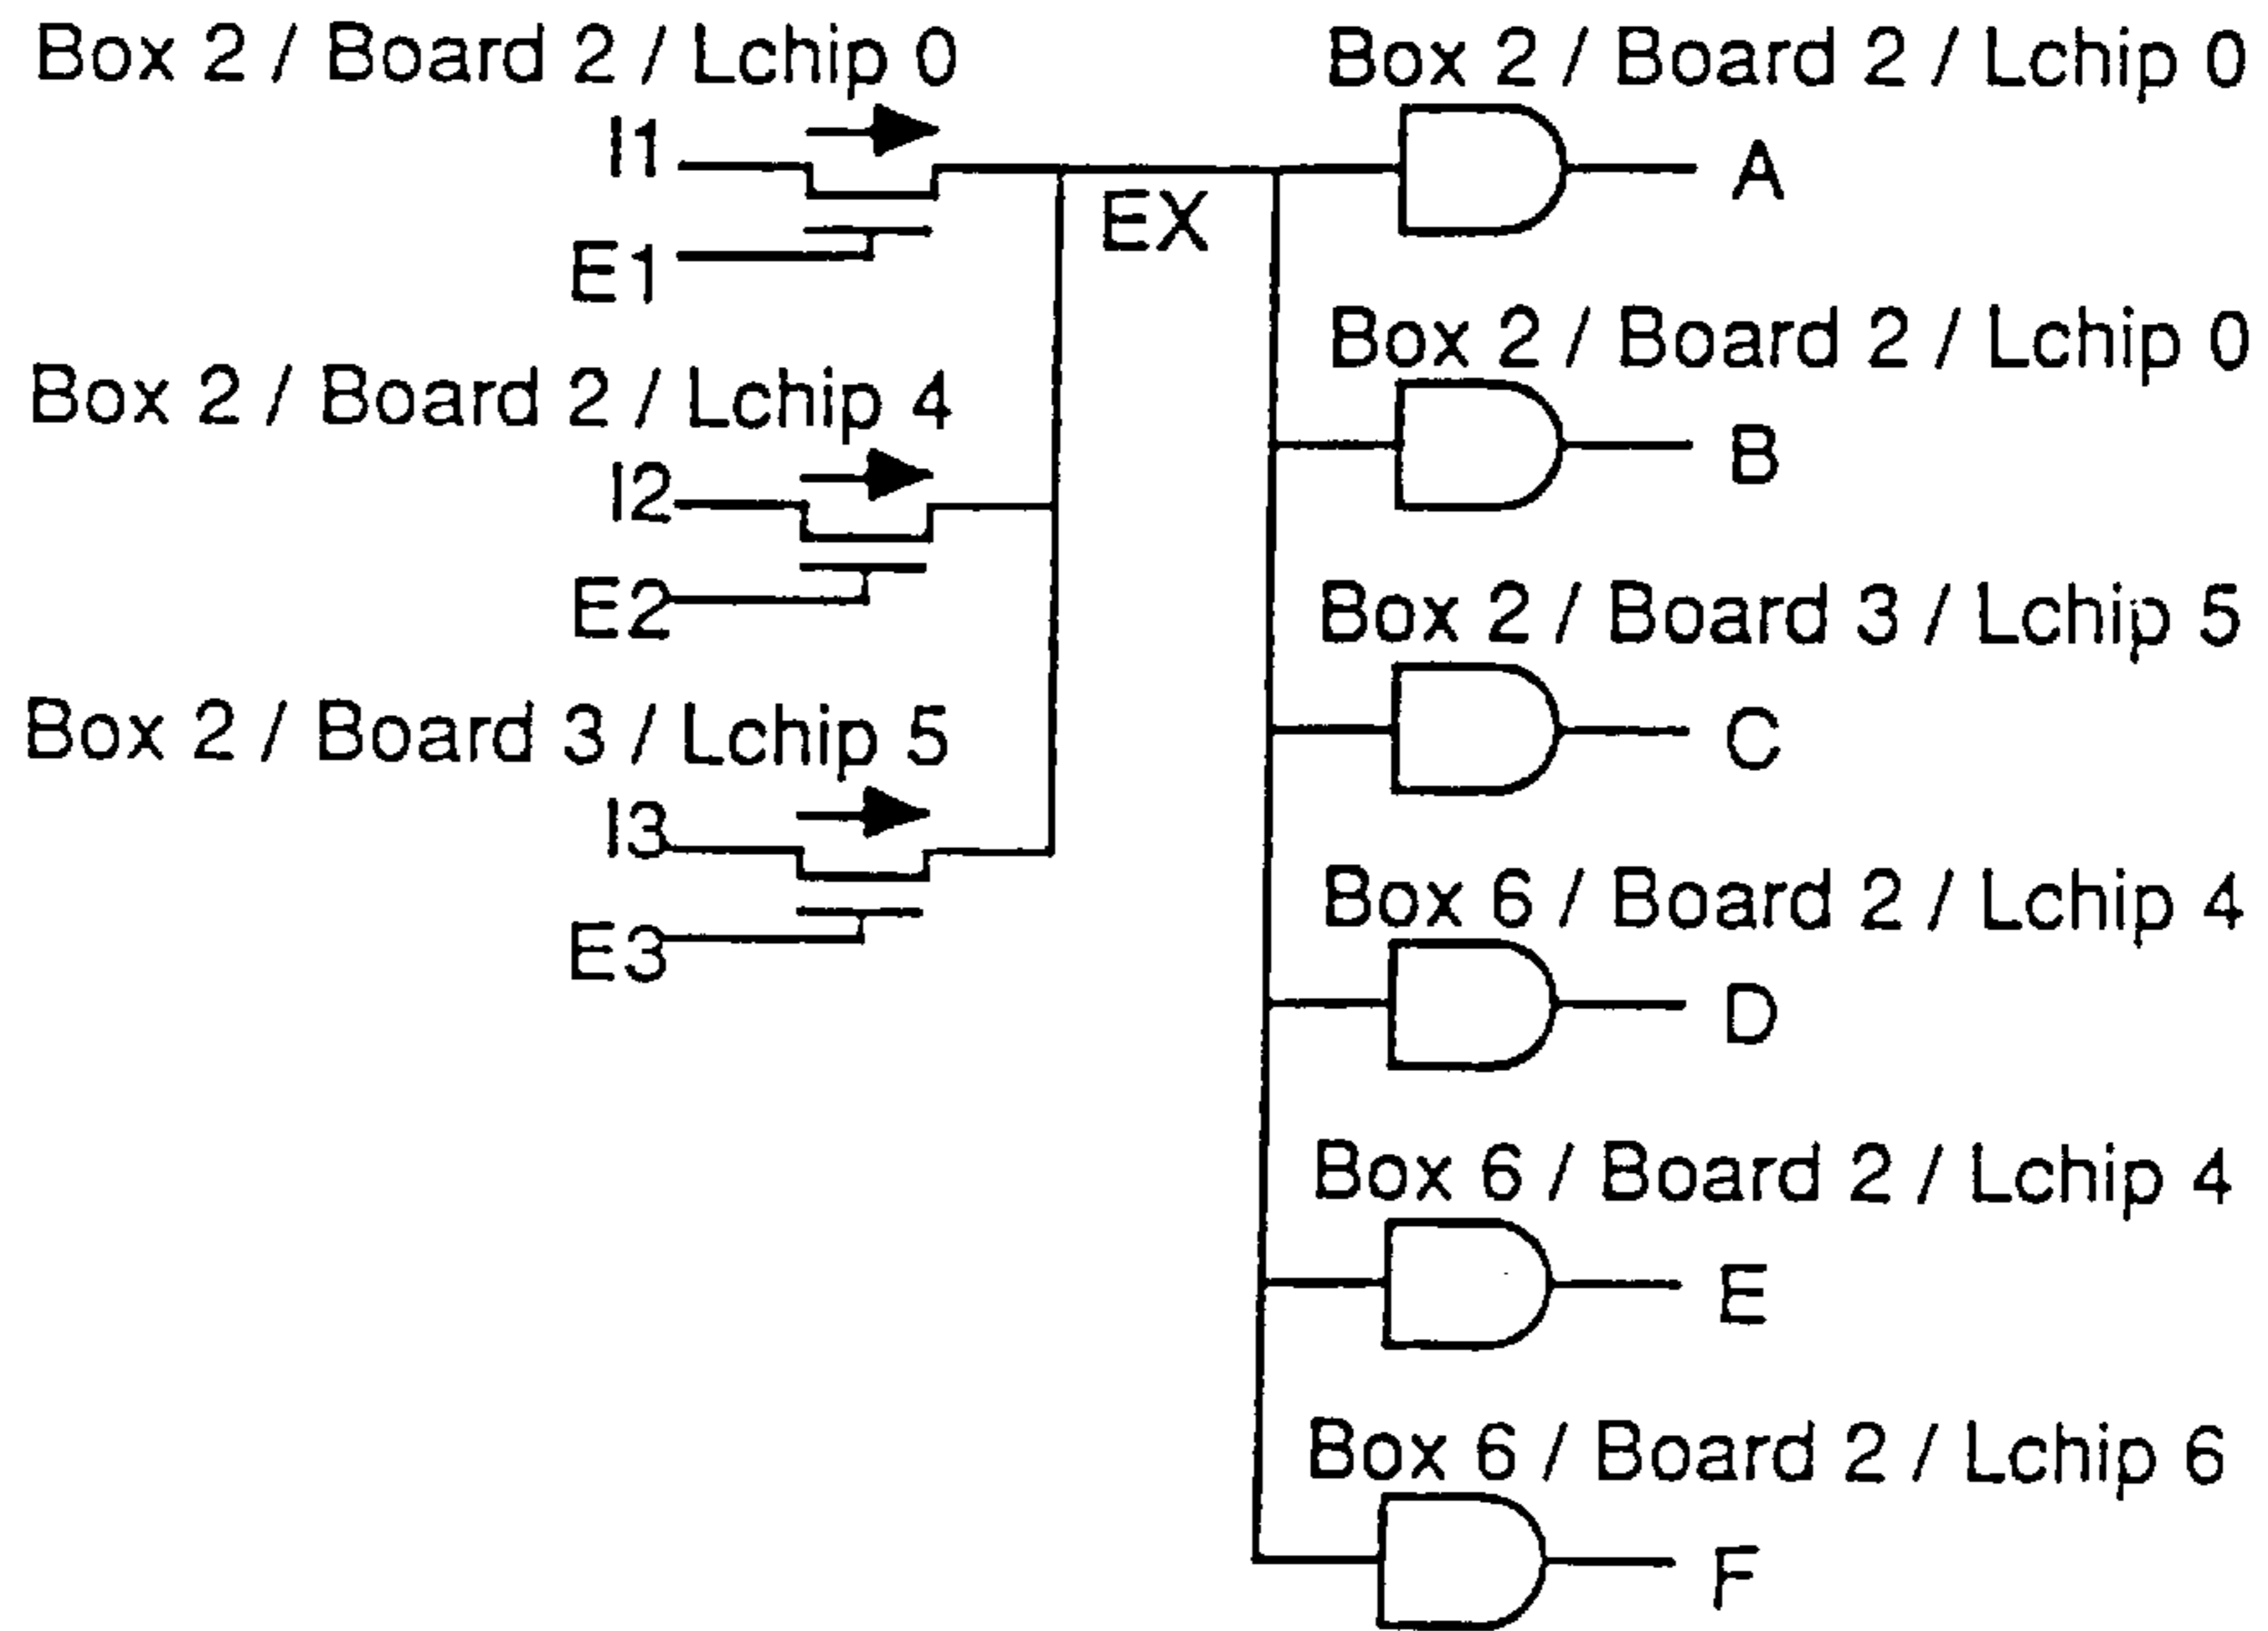 Box 2 / Board 2 / Lchip 0
I1
E1
Box 2 / Board 2 / Lchip 4
I2
E2
Box 2 / Board 3 / Lchip 5
I3
E3
EX
Box 2 / Board 2 / Lchip 0
A
Box 2 / Board 2 / Lchip 0
B
Box 2 / Board 3 / Lchip 5
C
Box 6 / Board 2 / Lchip 4
D
Box 6 / Board 2 / Lchip 4
E
Box 6 / Board 2 / Lchip 6
F